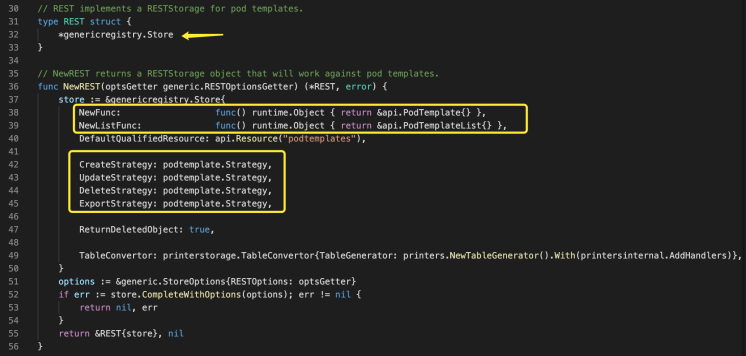 30 // REST implements a RESTStorage for pod templates.
31 type REST struct {
32 *genericregistry.Store
33 }
34
35 // NewREST returns a RESTStorage object that will work against pod templates.
36 func NewREST(optsGetter generic.RESTOptionsGetter) (*REST, error) {
37 store := &genericregistry.Store{
38 NewFunc: func() runtime.Object { return &api.PodTemplate{} },
39 NewListFunc: func() runtime.Object { return &api.PodTemplateList{} },
40 DefaultQualifiedResource: api.Resource("podtemplates"),
41
42 CreateStrategy: podtemplate.Strategy,
43 UpdateStrategy: podtemplate.Strategy,
44 DeleteStrategy: podtemplate.Strategy,
45 ExportStrategy: podtemplate.Strategy,
46
47 ReturnDeletedObject: true,
48
49 TableConvertor: printerstorage.TableConvertor{TableGenerator: printers.NewTableGenerator().With(printersinternal.AddHandlers)},
50 }
51 options := &generic.StoreOptions{RESTOptions: optsGetter}
52 if err := store.CompleteWithOptions(options); err != nil {
53 return nil, err
54 }
55 return &REST{store}, nil
56 }